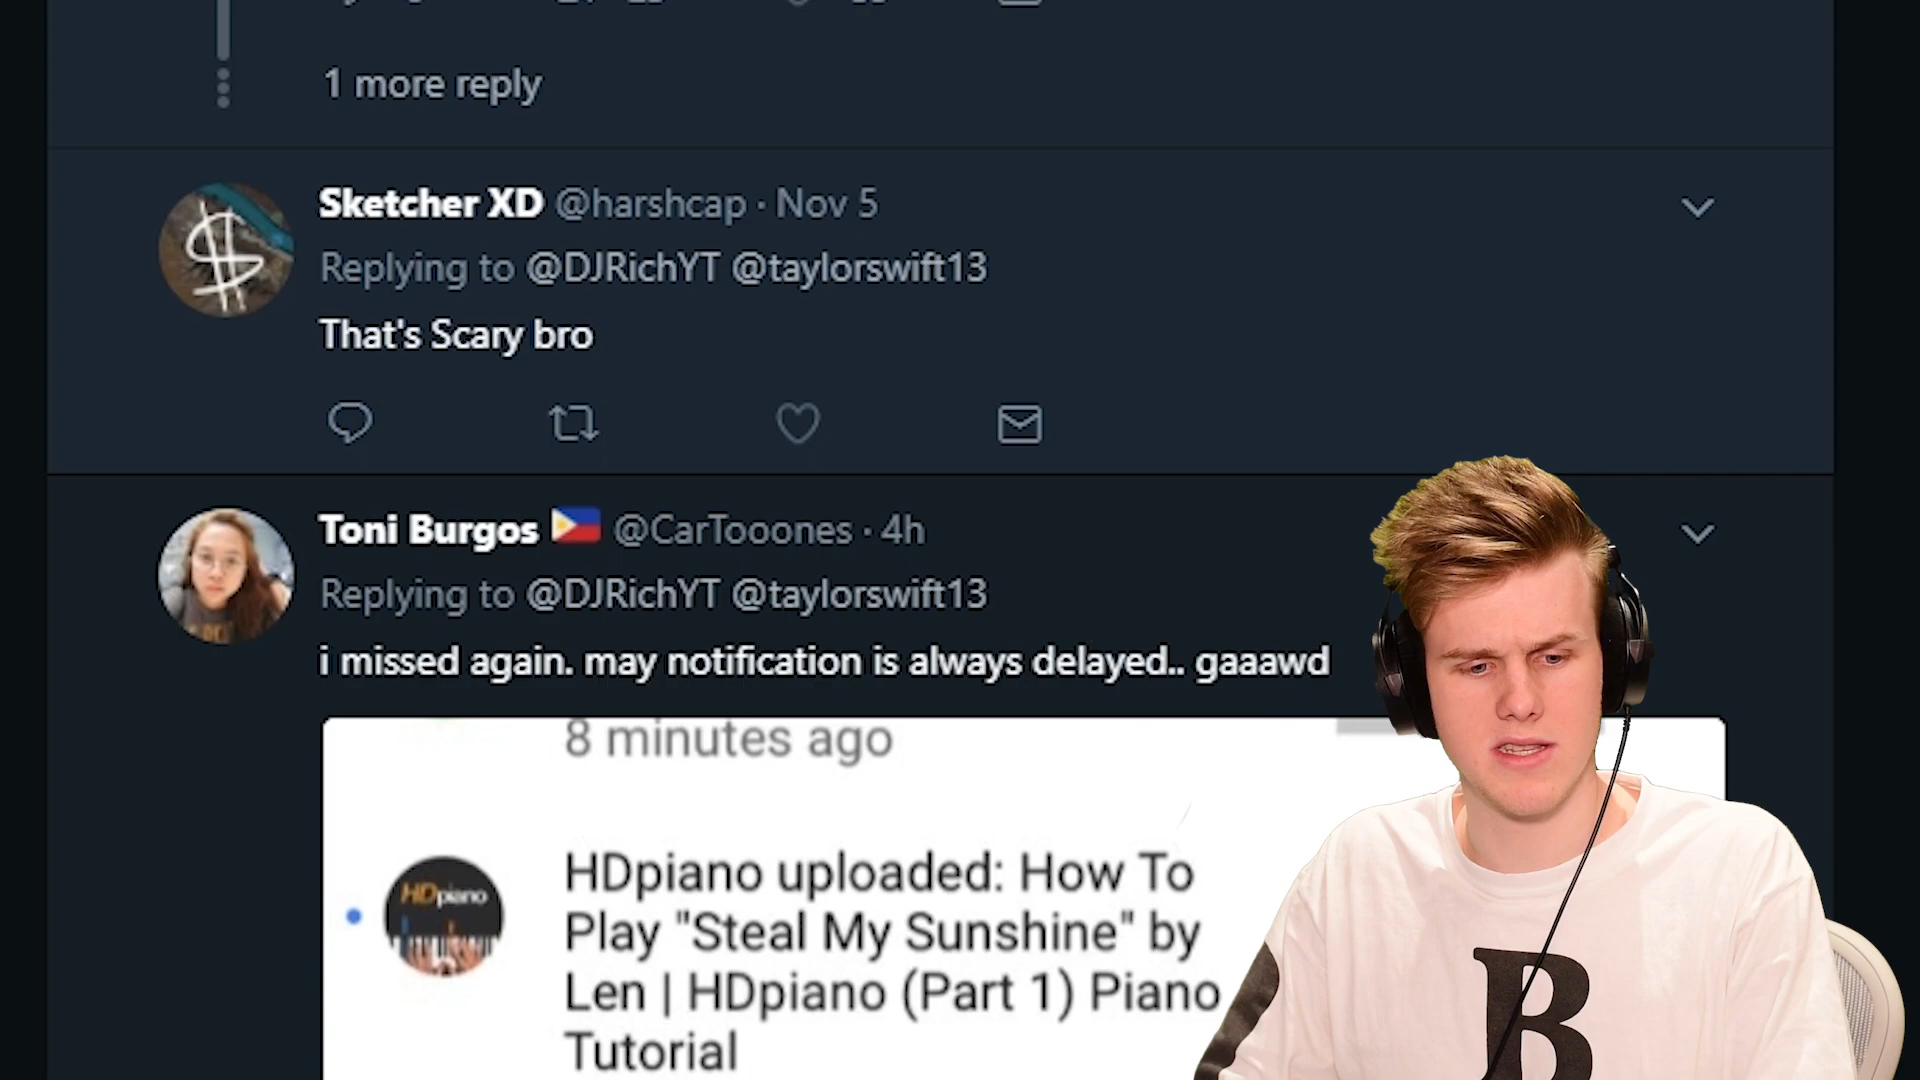 1 more reply
Sketcher XD @harshcap · Nov 5
Replying to @DJRichYT @taylorswift13
That's Scary bro
Toni Burgos 🇵🇭 @CarTooones · 4h
Replying to @DJRichYT @taylorswift13
i missed again. may notification is always delayed.. gaaawd
8 minutes ago
HDpiano
HDpiano uploaded: How To
Play "Steal My Sunshine" by
Len | HDpiano (Part 1) Piano
Tutorial
B